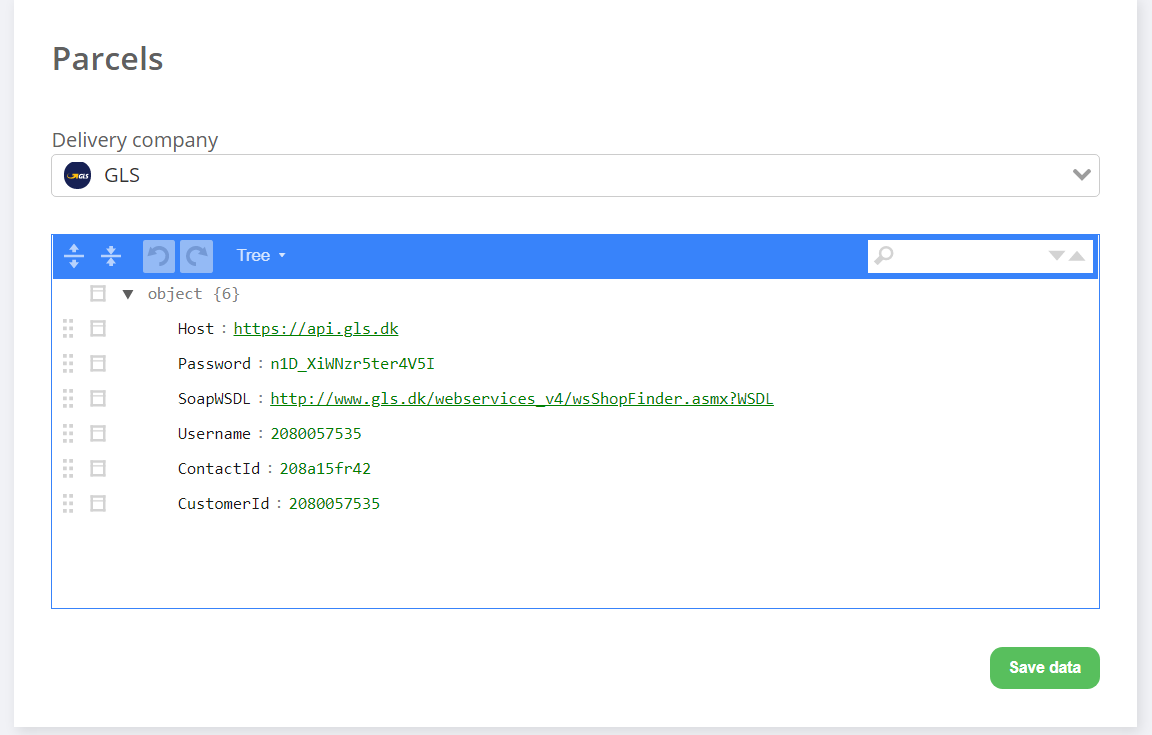 Parcels
Delivery company
GLS
GLS
Tree
object {6}
Host : https://api.gls.dk
Password : n1D_XiWNzr5ter4V5I
SoapWSDL : http://www.gls.dk/webservices_v4/wsShopFinder.asmx?WSDL
Username : 2080057535
ContactId : 208a15fr42
CustomerId : 2080057535
Save data